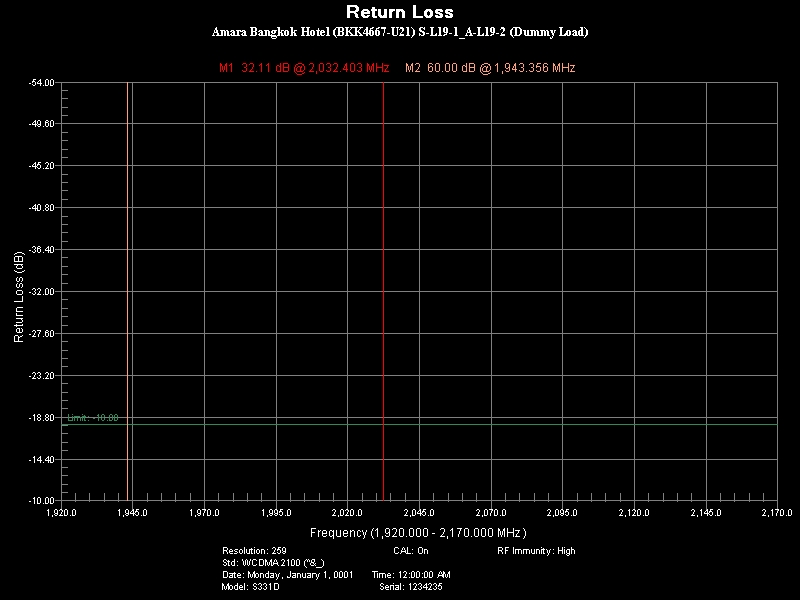 Return Loss
Amara Bangkok Hotel (BKK4667-U21) S-L19-1_A-L19-2 (Dummy Load)
M1 32.11 dB @ 2,032.403 MHz M2 60.00 dB @ 1,943.356 MHz
-54.00
-49.60
-45.20
-40.80
-36.40
-32.00
-27.60
-23.20
-18.80
-14.40
-10.00
Return Loss (dB)
1,920.0 1,945.0 1,970.0 1,995.0 2,020.0 2,045.0 2,070.0 2,095.0 2,120.0 2,145.0 2,170.0
Frequency (1,920.000 - 2,170.000 MHz )
Resolution: 259 CAL: On RF Immunity: High
Std: WCDMA 2100 (°&_)
Date: Monday, January 1, 0001 Time: 12:00:00 AM
Model: S331D Serial: 1234235